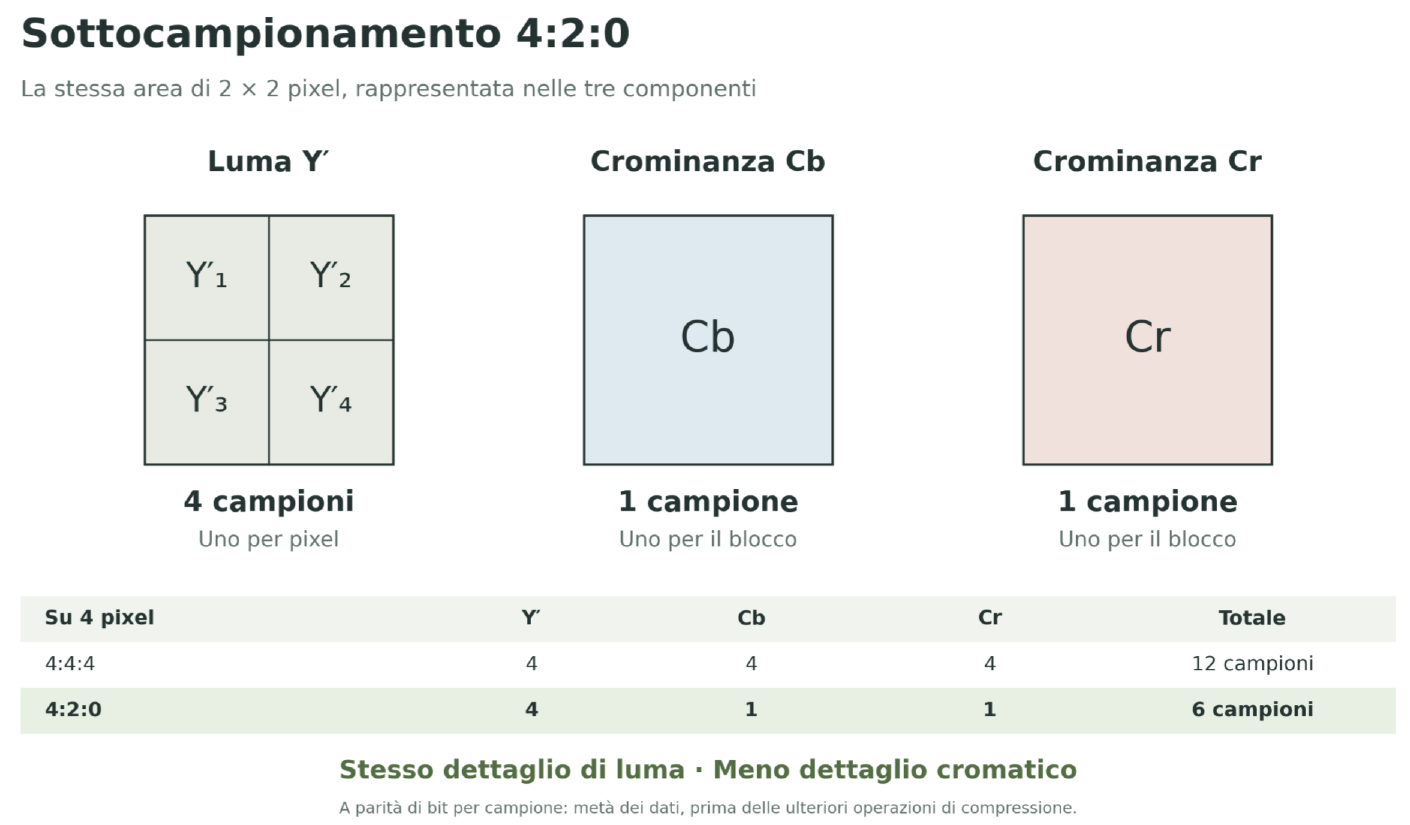 Sottocampionamento 4:2:0
La stessa area di 2 × 2 pixel, rappresentata nelle tre componenti
Luma Y′ Crominanza Cb Crominanza Cr
Y′₁ Y′₂
Cb Cr
Y′₃ Y′₄
4 campioni 1 campione 1 campione
Uno per pixel Uno per il blocco Uno per il blocco
Su 4 pixel Y′ Cb Cr Totale
4:4:4 4 4 4 12 campioni
4:2:0 4 1 1 6 campioni
Stesso dettaglio di luma · Meno dettaglio cromatico
A parità di bit per campione: metà dei dati, prima delle ulteriori operazioni di compressione.